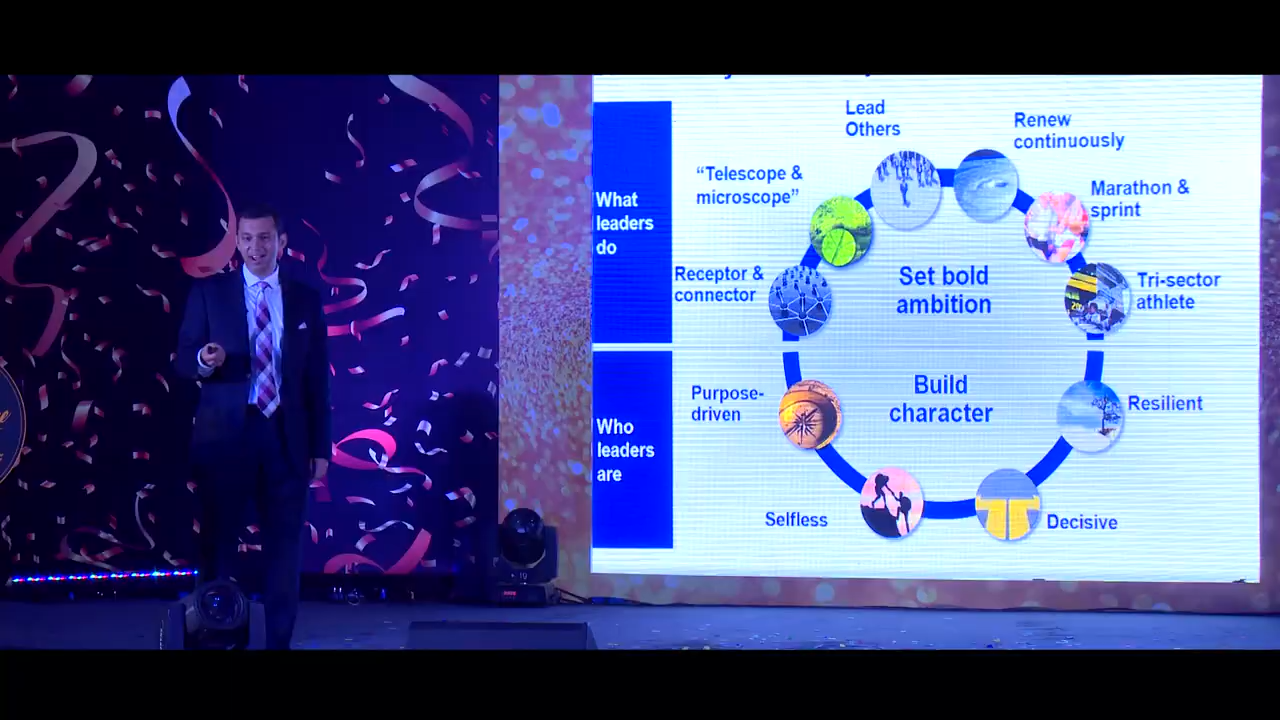 Lead
Others
Renew
continuously
“Telescope &
microscope”
Marathon &
sprint
What
leaders
do
Receptor &
connector
Set bold
ambition
Tri-sector
athlete
Purpose-
driven
Build
character
Resilient
Who
leaders
are
Selfless
Decisive